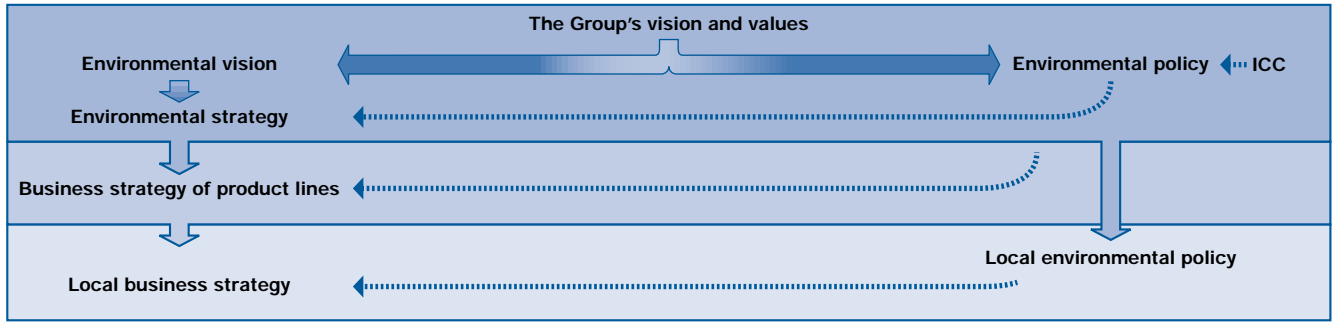 The Group's vision and values
Environmental vision
Environmental policy
ICC
Environmental strategy
Business strategy of product lines
Local environmental policy
Local business strategy